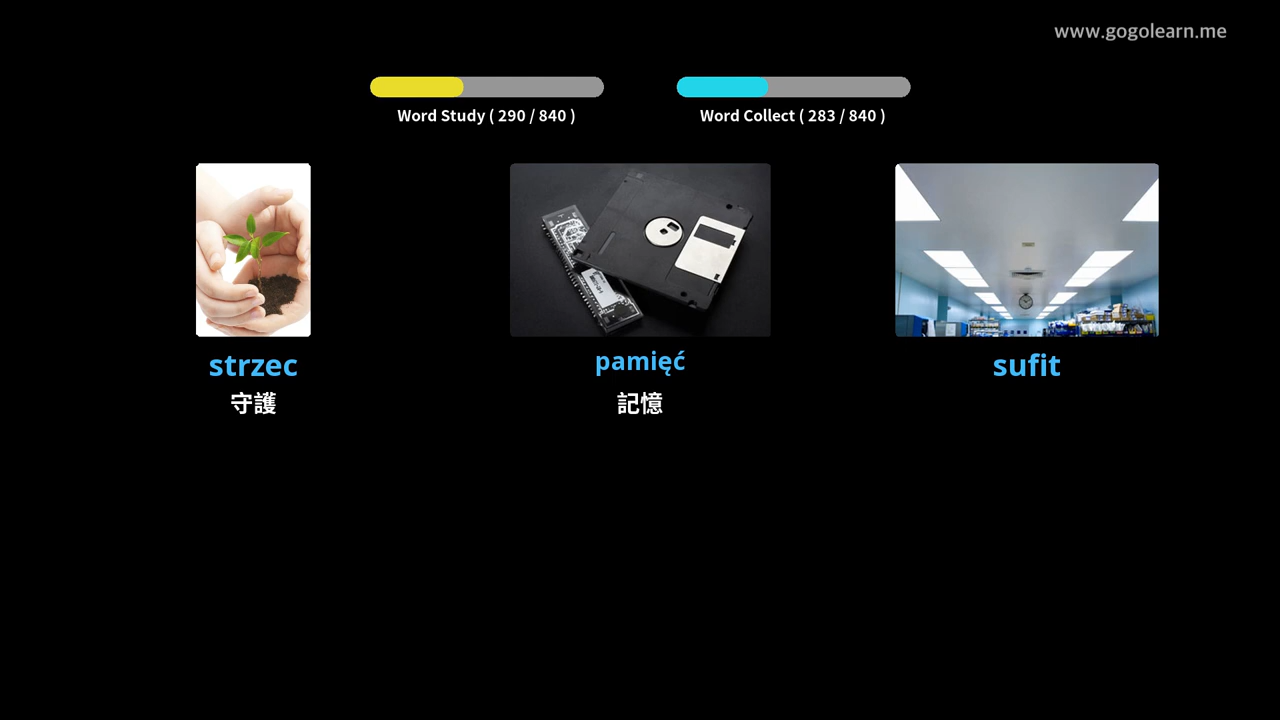 www.gogolearn.me
Word Study ( 290 / 840 )
Word Collect ( 283 / 840 )
strzec
守護
pamięć
記憶
sufit